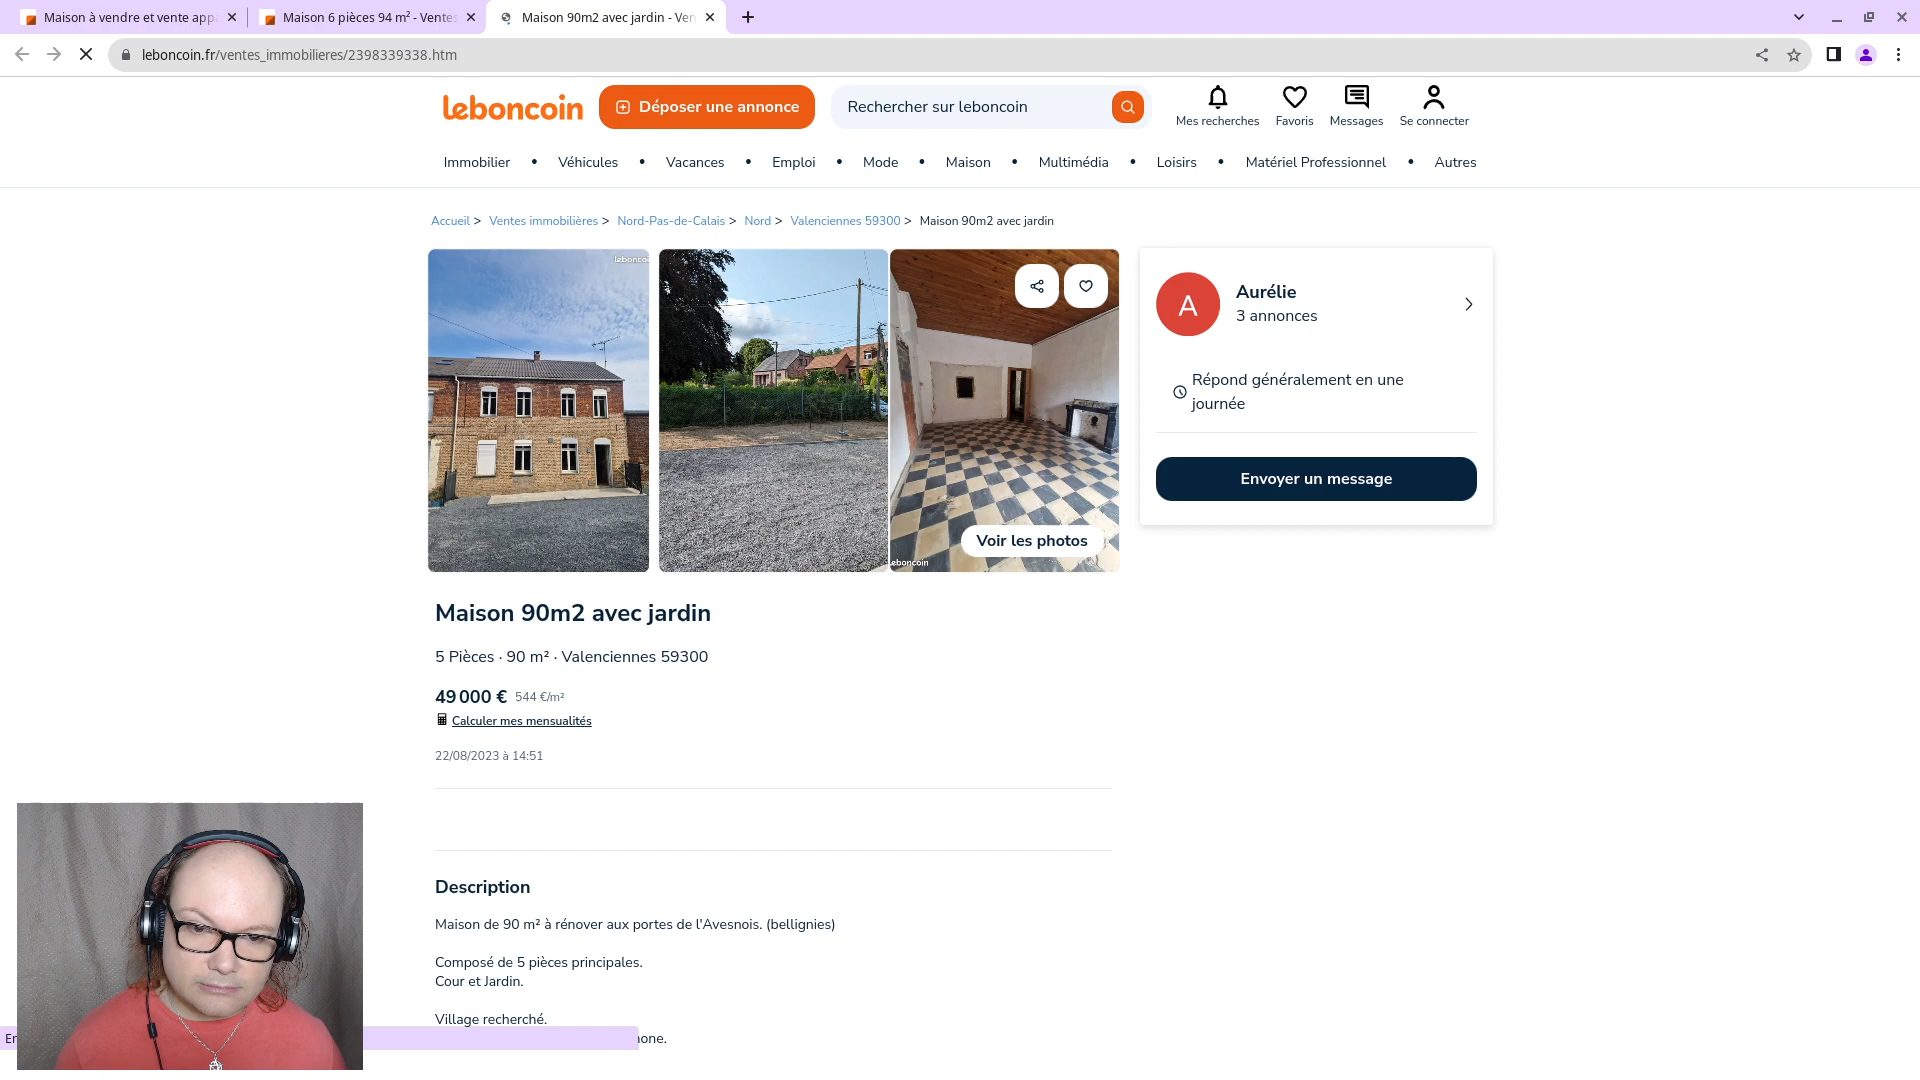 Maison à vendre et vente appa
Maison 6 pièces 94 m² - Ventes
Maison 90m2 avec jardin - Ven
leboncoin.fr/ventes_immobilieres/2398339338.htm
leboncoin
Déposer une annonce
Rechercher sur leboncoin
Mes recherches
Favoris
Messages
Se connecter
Immobilier • Véhicules • Vacances • Emploi • Mode • Maison • Multimédia • Loisirs • Matériel Professionnel • Autres
Accueil > Ventes immobilières > Nord-Pas-de-Calais > Nord > Valenciennes 59300 > Maison 90m2 avec jardin
leboncoi
Voir les photos
eboncoin
A
Aurélie
3 annonces
Répond généralement en une
journée
Envoyer un message
Maison 90m2 avec jardin
5 Pièces · 90 m² · Valenciennes 59300
49 000 € 544 €/m²
Calculer mes mensualités
22/08/2023 à 14:51
Description
Maison de 90 m² à rénover aux portes de l'Avesnois. (bellignies)
Composé de 5 pièces principales.
Cour et Jardin.
Village recherché.